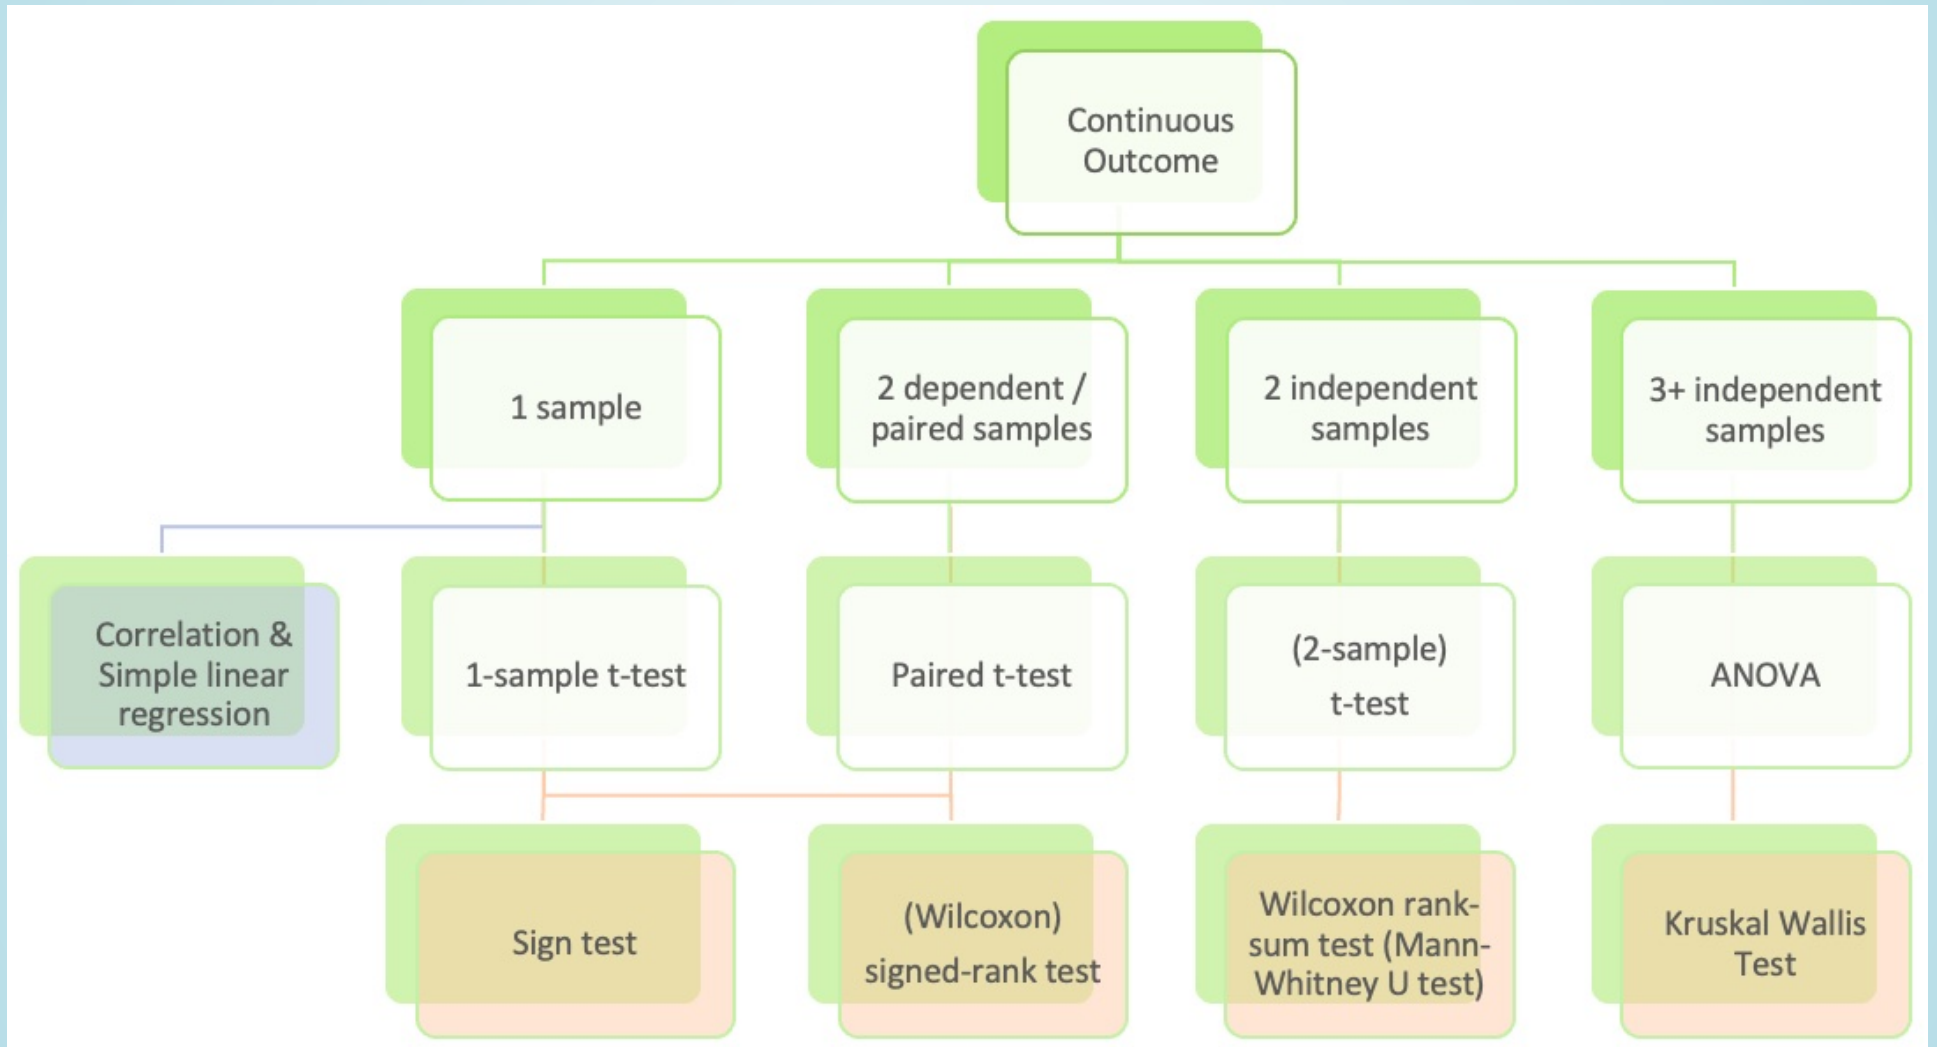 Continuous
Outcome
1 sample
2 dependent /
paired samples
2 independent
samples
3+ independent
samples
Correlation &
Simple linear
regression
1-sample t-test
Paired t-test
(2-sample)
t-test
ANOVA
Sign test
(Wilcoxon)
signed-rank test
Wilcoxon rank-
sum test (Mann-
Whitney U test)
Kruskal Wallis
Test